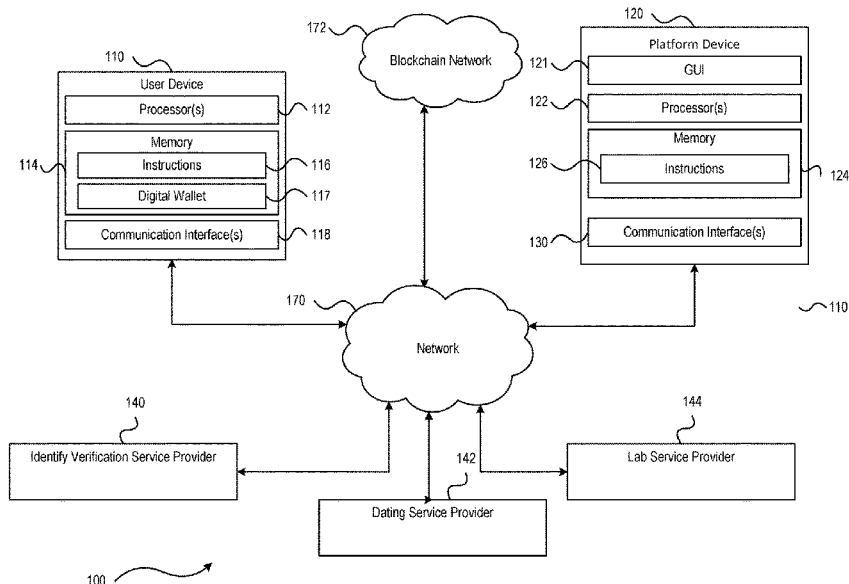 110
User Device
Processor(s)
112
Memory
114
Instructions
116
Digital Wallet
117
Communication Interface(s)
118
172
Blockchain Network
120
Platform Device
121
GUI
122
Processor(s)
Memory
126
Instructions
124
130
Communication Interface(s)
170
Network
110
140
Identify Verification Service Provider
142
Dating Service Provider
144
Lab Service Provider
100